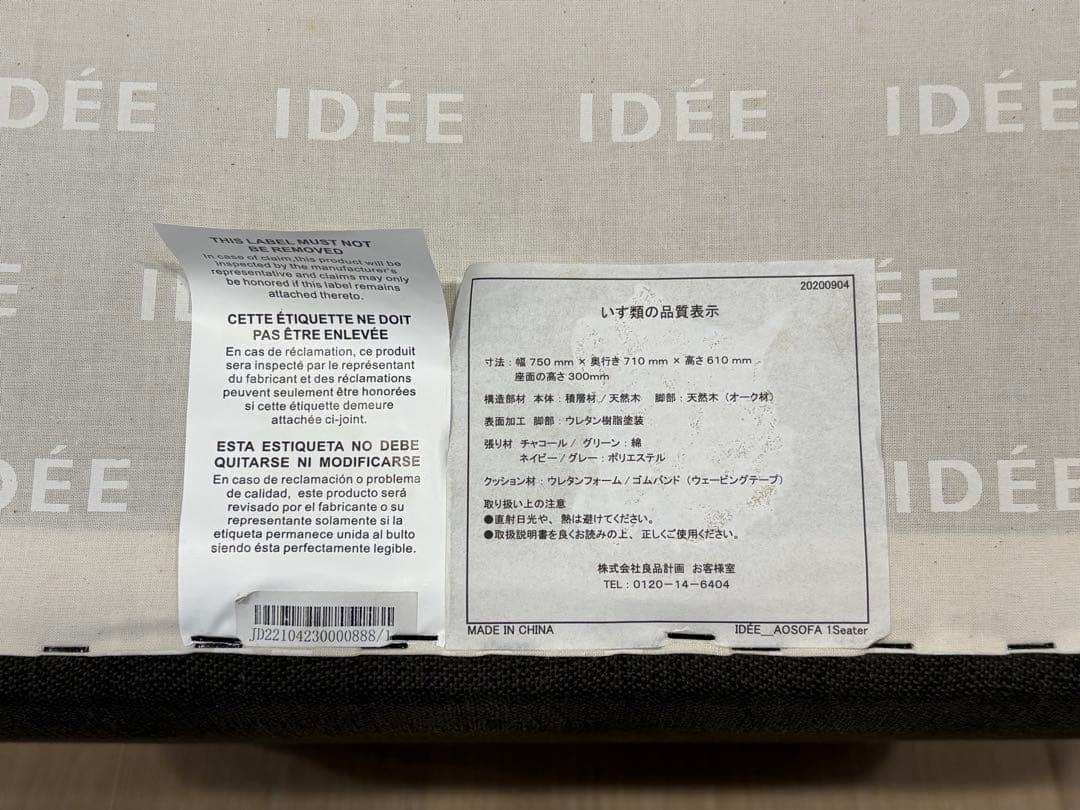 IDÉE IDÉE IDÉE IDÉE
THIS LABEL MUST NOT
BE REMOVED
In case of claim,this product will be
inspected by the manufacturer's
representative and claims may only
be honored if this label remains
attached thereto.
CETTE ÉTIQUETTE NE DOIT
PAS ÊTRE ENLEVÉE
En cas de réclamation, ce produit
sera inspecté par le représentant
du fabricant et des réclamations
peuvent seulement être honorées
si cette étiquette demeure
attachée ci-joint.
ESTA ESTIQUETA NO DEBE
QUITARSE NI MODIFICARSE
En caso de reclamación o problema
de calidad, este producto será
revisado por el fabricante o su
representante solamente si la
etiqueta permanece unida al bulto
siendo ésta perfectamente legible.
JD22104230000888/1
20200904
いす類の品質表示
寸法：幅 750 mm × 奥行き 710 mm × 高さ 610 mm
座面の高さ 300mm
構造部材 本体：積層材 / 天然木 脚部：天然木（オーク材）
表面加工 脚部：ウレタン樹脂塗装
張り材 チャコール / グリーン：綿
ネイビー / グレー：ポリエステル
クッション材：ウレタンフォーム / ゴムバンド（ウェービングテープ）
取り扱い上の注意
●直射日光や、熱は避けてください。
●取扱説明書を良くお読みの上、正しくご使用ください。
株式会社良品計画 お客様室
TEL：0120－14－6404
MADE IN CHINA
IDÉE__AOSOFA 1Seater